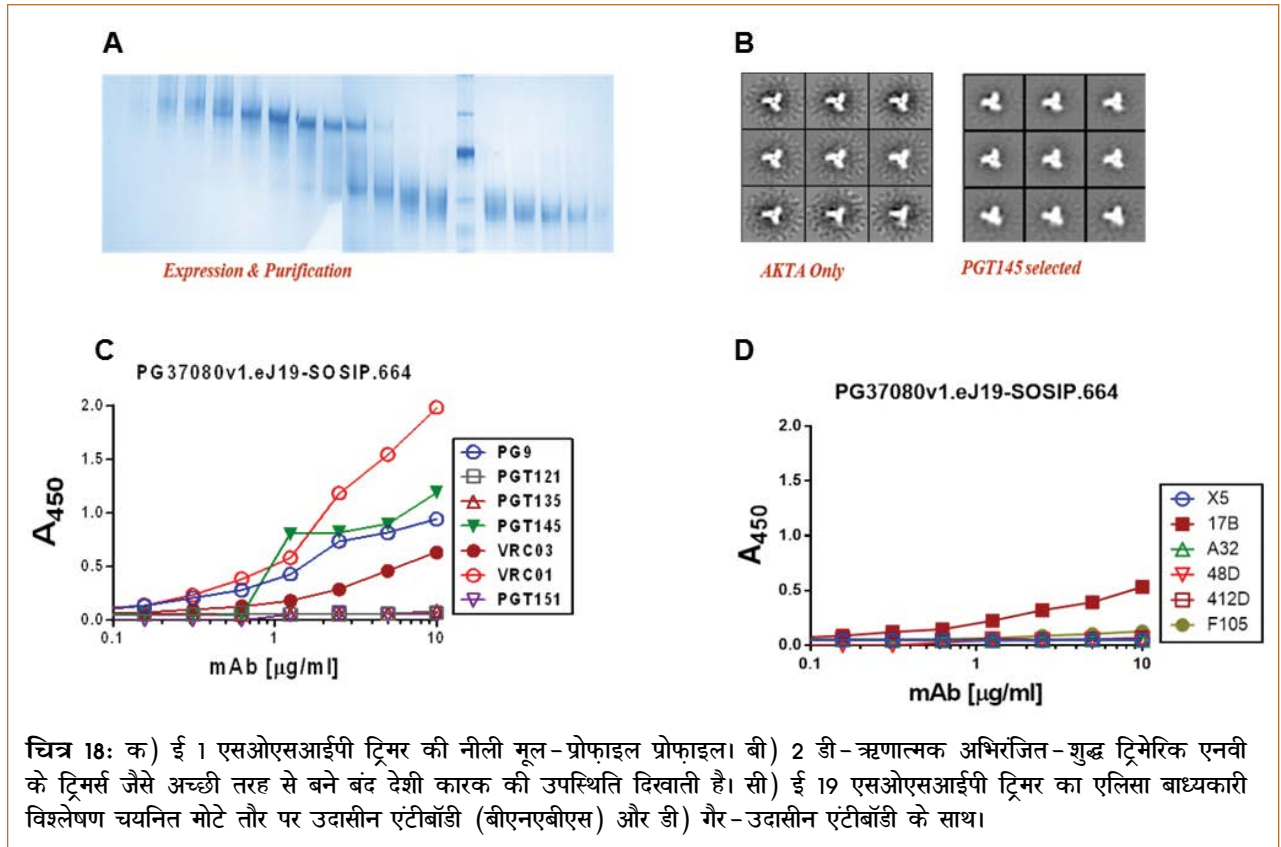 A
B
Expression & Purification
AKTA Only
PGT145 selected
C
PG37080v1.eJ19-SOSIP.664
2.0
1.5
1.0
0.5
0.0
0.1
1
10
A450
mAb [µg/ml]
PG9
PGT121
PGT135
PGT145
VRC03
VRC01
PGT151
D
PG37080v1.eJ19-SOSIP.664
2.0
1.5
1.0
0.5
0.0
0.1
1
10
A450
mAb [µg/ml]
X5
17B
A32
48D
412D
F105
चित्र 18: क) ई 1 एसओएसआईपी ट्रिमर की नीली मूल-प्रोफ़ाइल प्रोफ़ाइल। बी) 2 डी-ऋणात्मक अभिरंजित-शुद्ध ट्रिमेरिक एनवी
के ट्रिमर्स जैसे अच्छी तरह से बने बंद देशी कारक की उपस्थिति दिखाती है। सी) ई 19 एसओएसआईपी ट्रिमर का एलिसा बाध्यकारी
विश्लेषण चयनित मोटे तौर पर उदासीन एंटीबॉडी (बीएनएबीएस) और डी) गैर-उदासीन एंटीबॉडी के साथ।